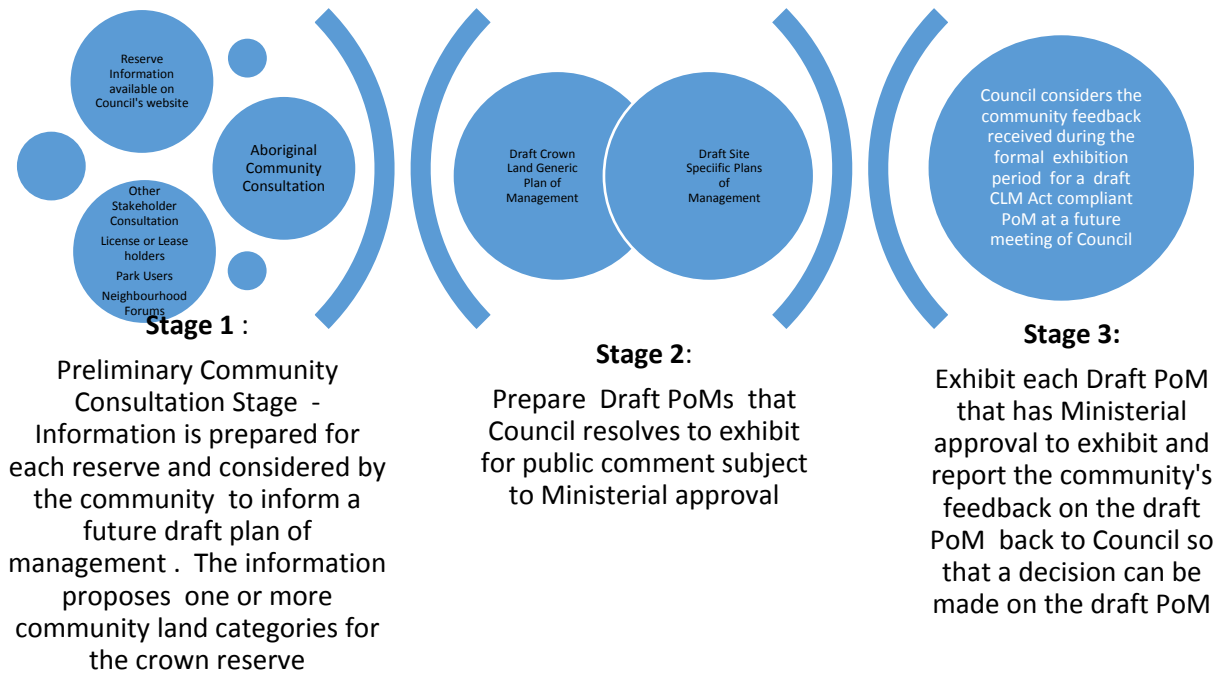 Reserve
Information
available on
Council's website
Aboriginal
Community
Consultation
Other
Stakeholder
Consultation
License or Lease
holders
Park Users
Neighbourhood
Forums
Stage 1 :
Preliminary Community
Consultation Stage -
Information is prepared for
each reserve and considered by
the community to inform a
future draft plan of
management . The information
proposes one or more
community land categories for
the crown reserve
Draft Crown
Land Generic
Plan of
Management
Draft Site
Speciific Plans
of
Management
Stage 2:
Prepare Draft PoMs that
Council resolves to exhibit
for public comment subject
to Ministerial approval
Council considers the
community feedback
received during the
formal exhibition
period for a draft
CLM Act compliant
PoM at a future
meeting of Council
Stage 3:
Exhibit each Draft PoM
that has Ministerial
approval to exhibit and
report the community's
feedback on the draft
PoM back to Council so
that a decision can be
made on the draft PoM